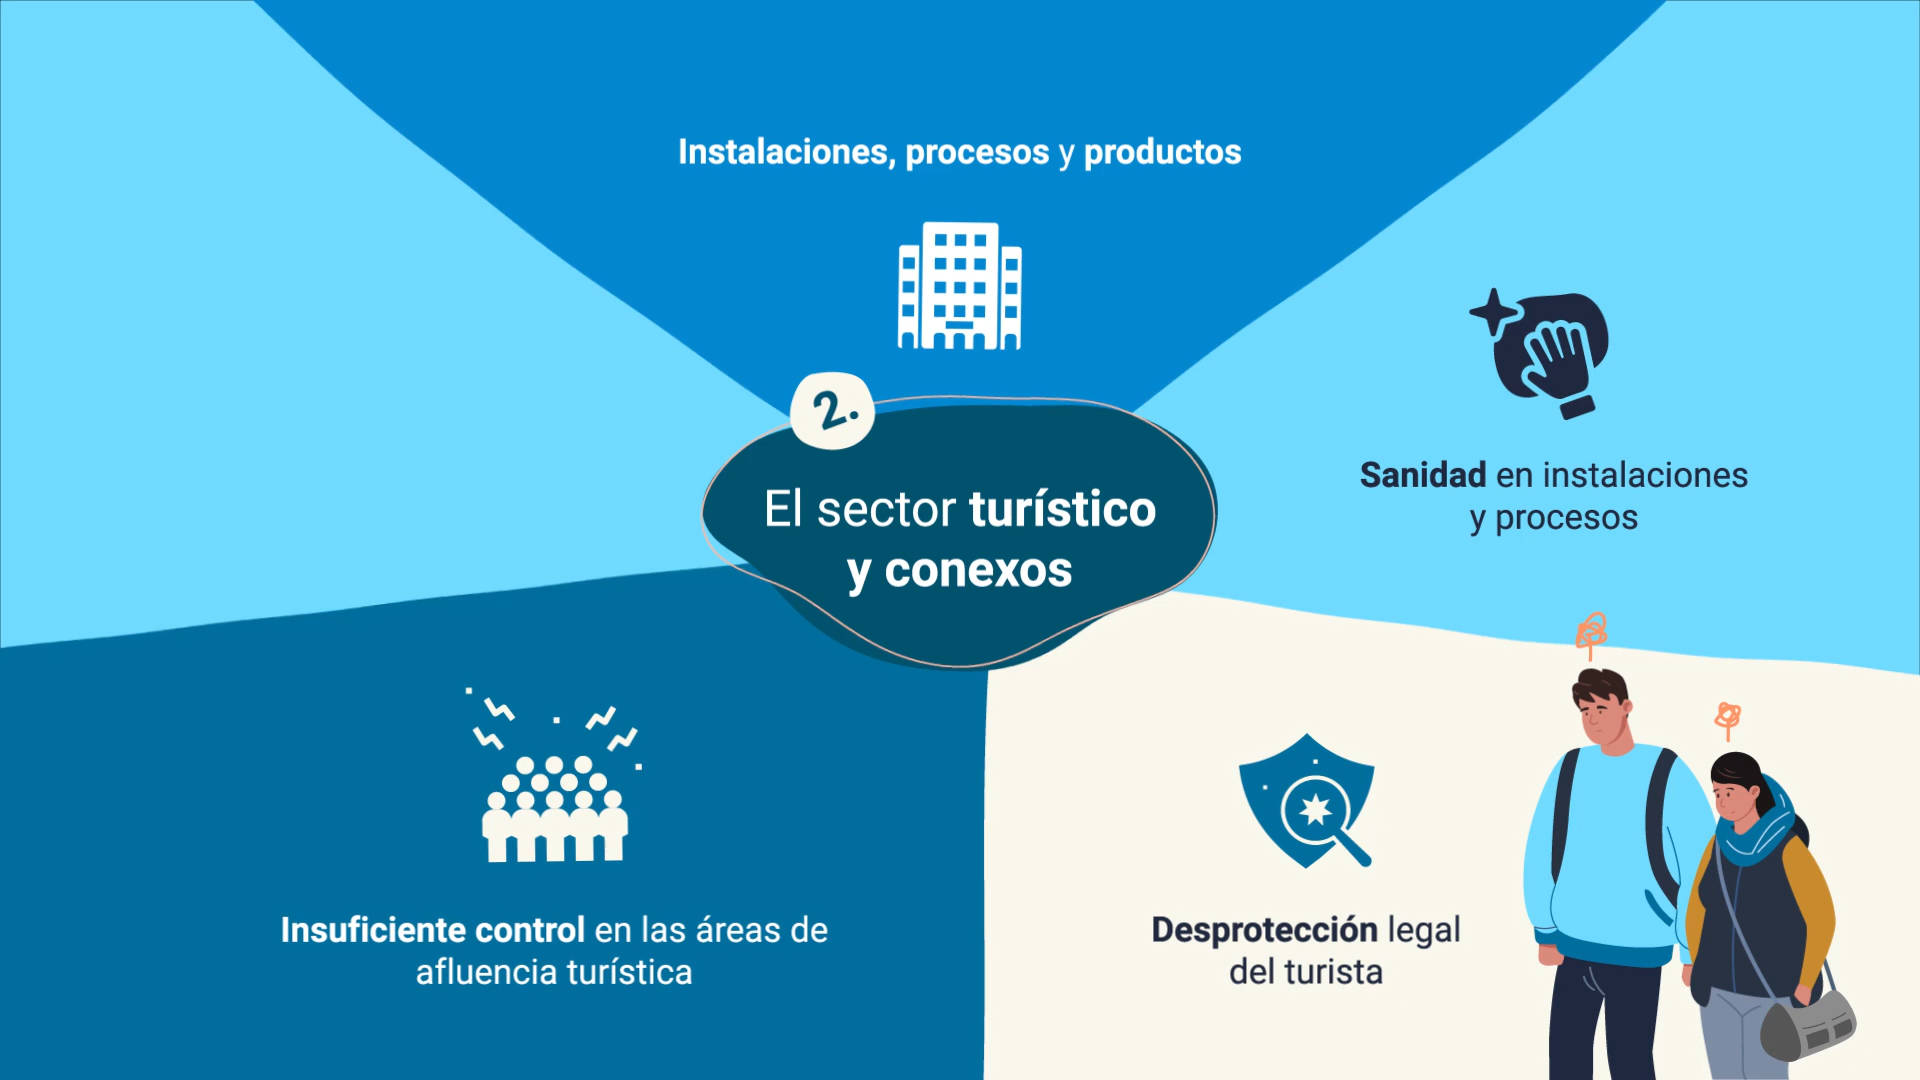 Instalaciones, procesos y productos
2.
El sector turístico
y conexos
Sanidad en instalaciones
y procesos
Insuficiente control en las áreas de
afluencia turística
Desprotección legal
del turista